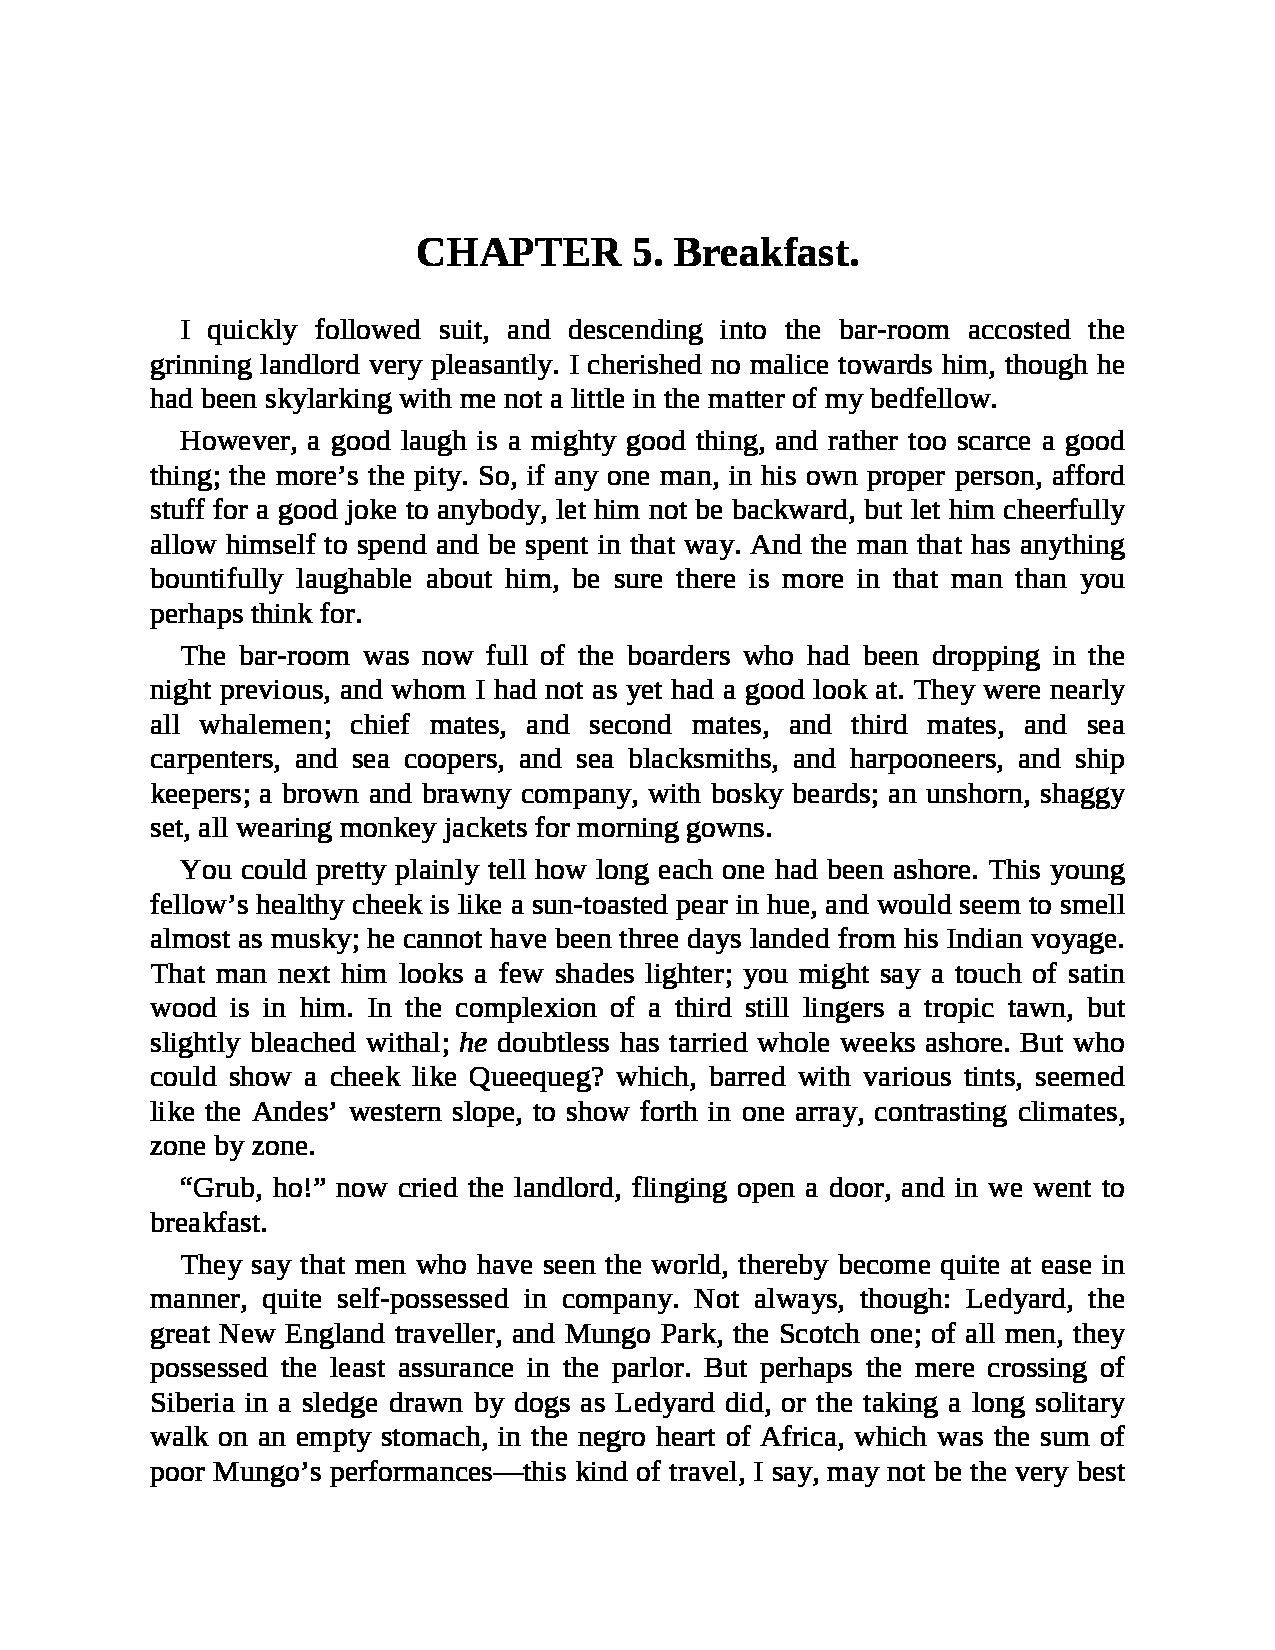 CHAPTER 5. Breakfast.
I quickly followed suit, and descending into the bar-room accosted the
grinning landlord very pleasantly. I cherished no malice towards him, though he
had been skylarking with me not a little in the matter of my bedfellow.
However, a good laugh is a mighty good thing, and rather too scarce a good
thing; the more’s the pity. So, if any one man, in his own proper person, afford
stuff for a good joke to anybody, let him not be backward, but let him cheerfully
allow himself to spend and be spent in that way. And the man that has anything
bountifully laughable about him, be sure there is more in that man than you
perhaps think for.
The bar-room was now full of the boarders who had been dropping in the
night previous, and whom I had not as yet had a good look at. They were nearly
all whalemen; chief mates, and second mates, and third mates, and sea
carpenters, and sea coopers, and sea blacksmiths, and harpooneers, and ship
keepers; a brown and brawny company, with bosky beards; an unshorn, shaggy
set, all wearing monkey jackets for morning gowns.
You could pretty plainly tell how long each one had been ashore. This young
fellow’s healthy cheek is like a sun-toasted pear in hue, and would seem to smell
almost as musky; he cannot have been three days landed from his Indian voyage.
That man next him looks a few shades lighter; you might say a touch of satin
wood is in him. In the complexion of a third still lingers a tropic tawn, but
slightly bleached withal; he doubtless has tarried whole weeks ashore. But who
could show a cheek like Queequeg? which, barred with various tints, seemed
like the Andes’ western slope, to show forth in one array, contrasting climates,
zone by zone.
“Grub, ho!” now cried the landlord, flinging open a door, and in we went to
breakfast.
They say that men who have seen the world, thereby become quite at ease in
manner, quite self-possessed in company. Not always, though: Ledyard, the
great New England traveller, and Mungo Park, the Scotch one; of all men, they
possessed the least assurance in the parlor. But perhaps the mere crossing of
Siberia in a sledge drawn by dogs as Ledyard did, or the taking a long solitary
walk on an empty stomach, in the negro heart of Africa, which was the sum of
poor Mungo’s performances—this kind of travel, I say, may not be the very best